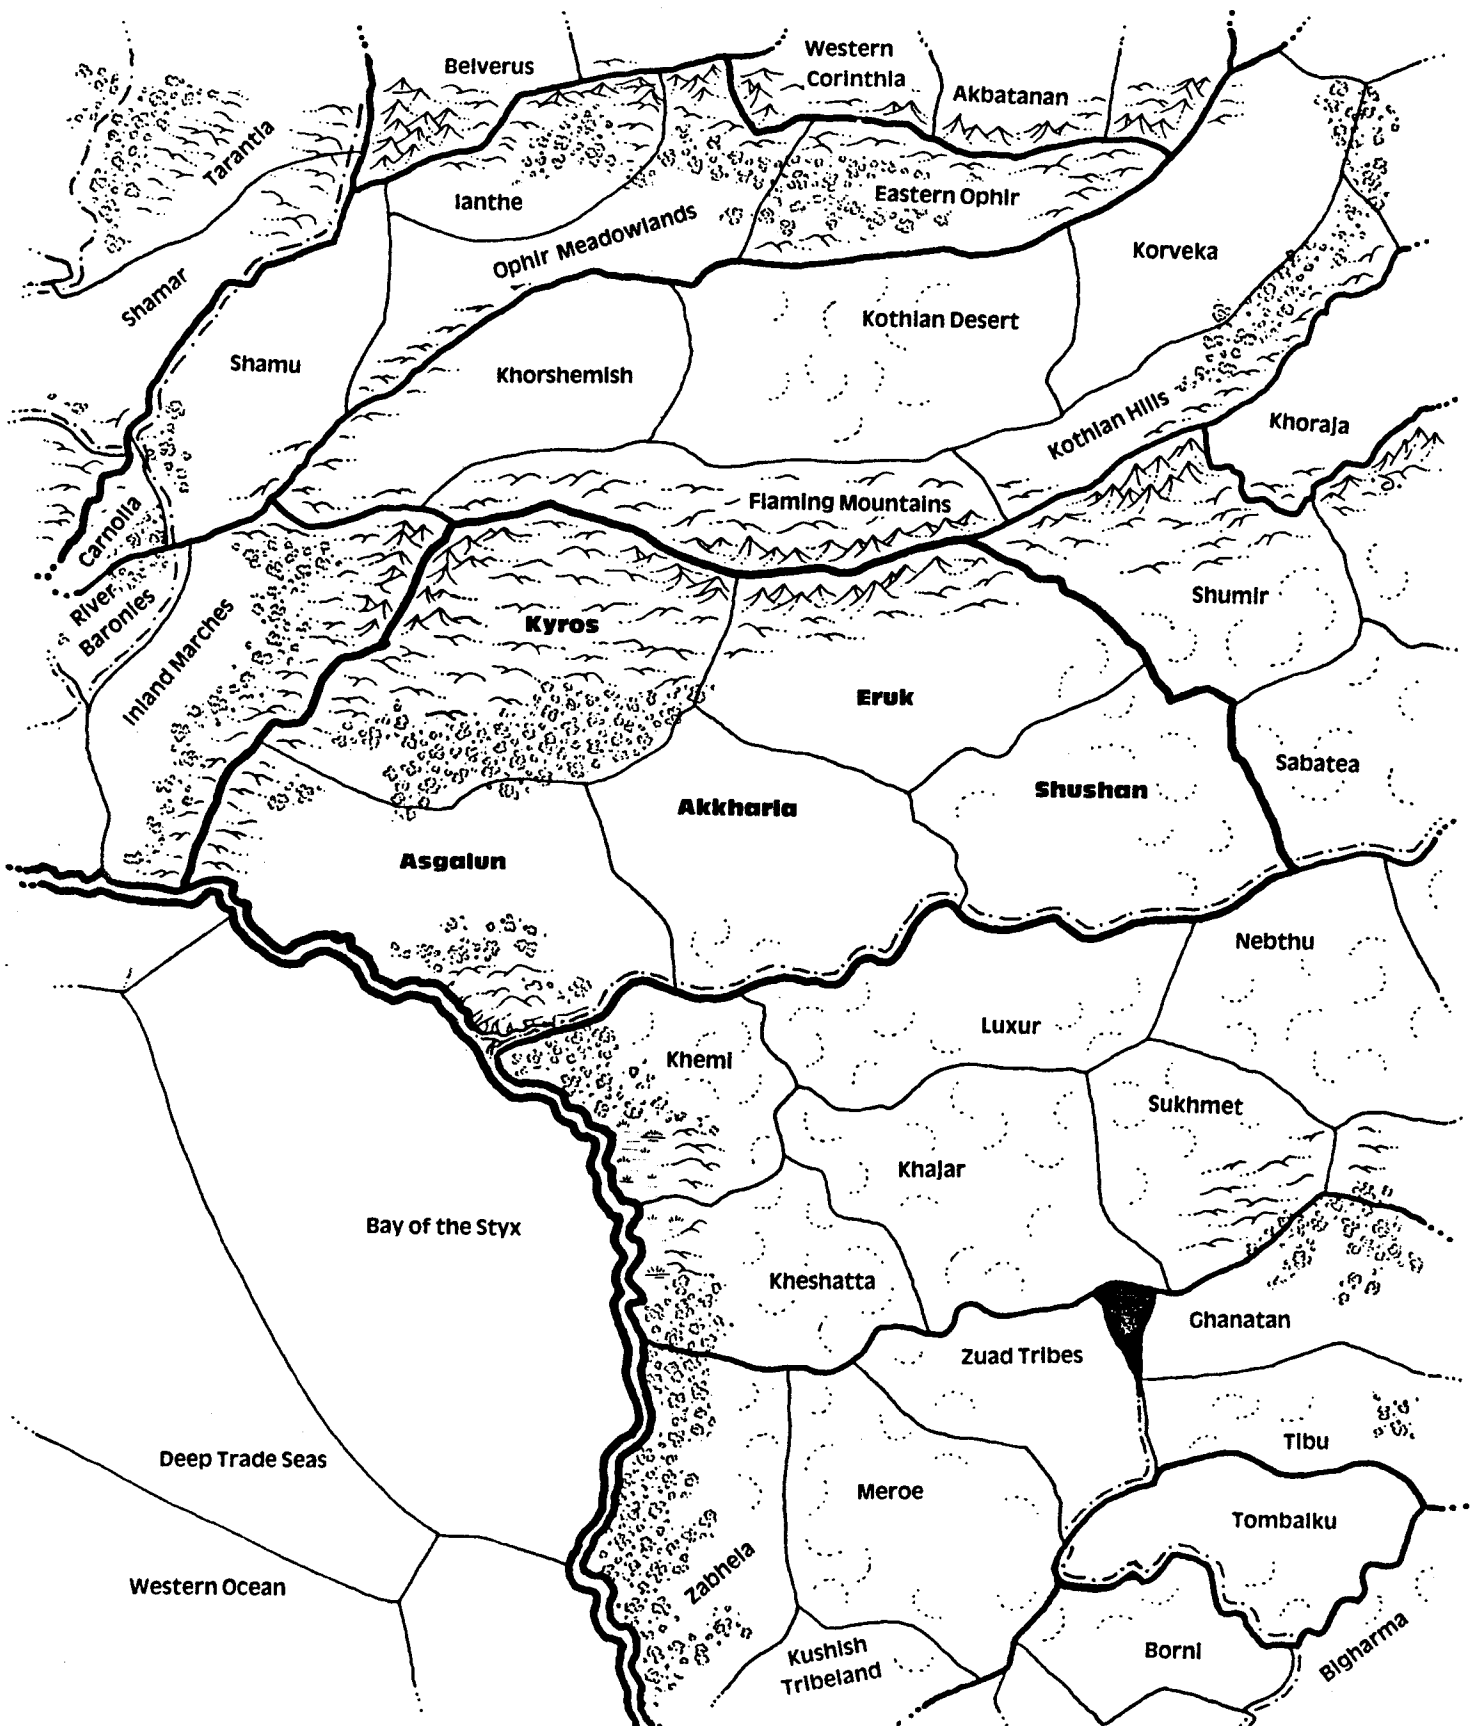 Belverus
Western
Corinthia
Akbatanan
Tarantia
Ianthe
Eastern Ophir
Ophir Meadowlands
Korveka
Shamar
Kothian Desert
Shamu
Khorshemish
Kothian Hills
Khoraja
Flaming Mountains
Carnolla
River
Baronies
Inland Marches
Kyros
Shumir
Eruk
Sabatea
Shushan
Akkharia
Asgalun
Nebthu
Luxur
Khemi
Sukhmet
Khajar
Bay of the Styx
Kheshatta
Ghanatan
Zuad Tribes
Tibu
Deep Trade Seas
Meroe
Tombalku
Western Ocean
Zabhela
Kushish
Tribeland
Borni
Bigharma